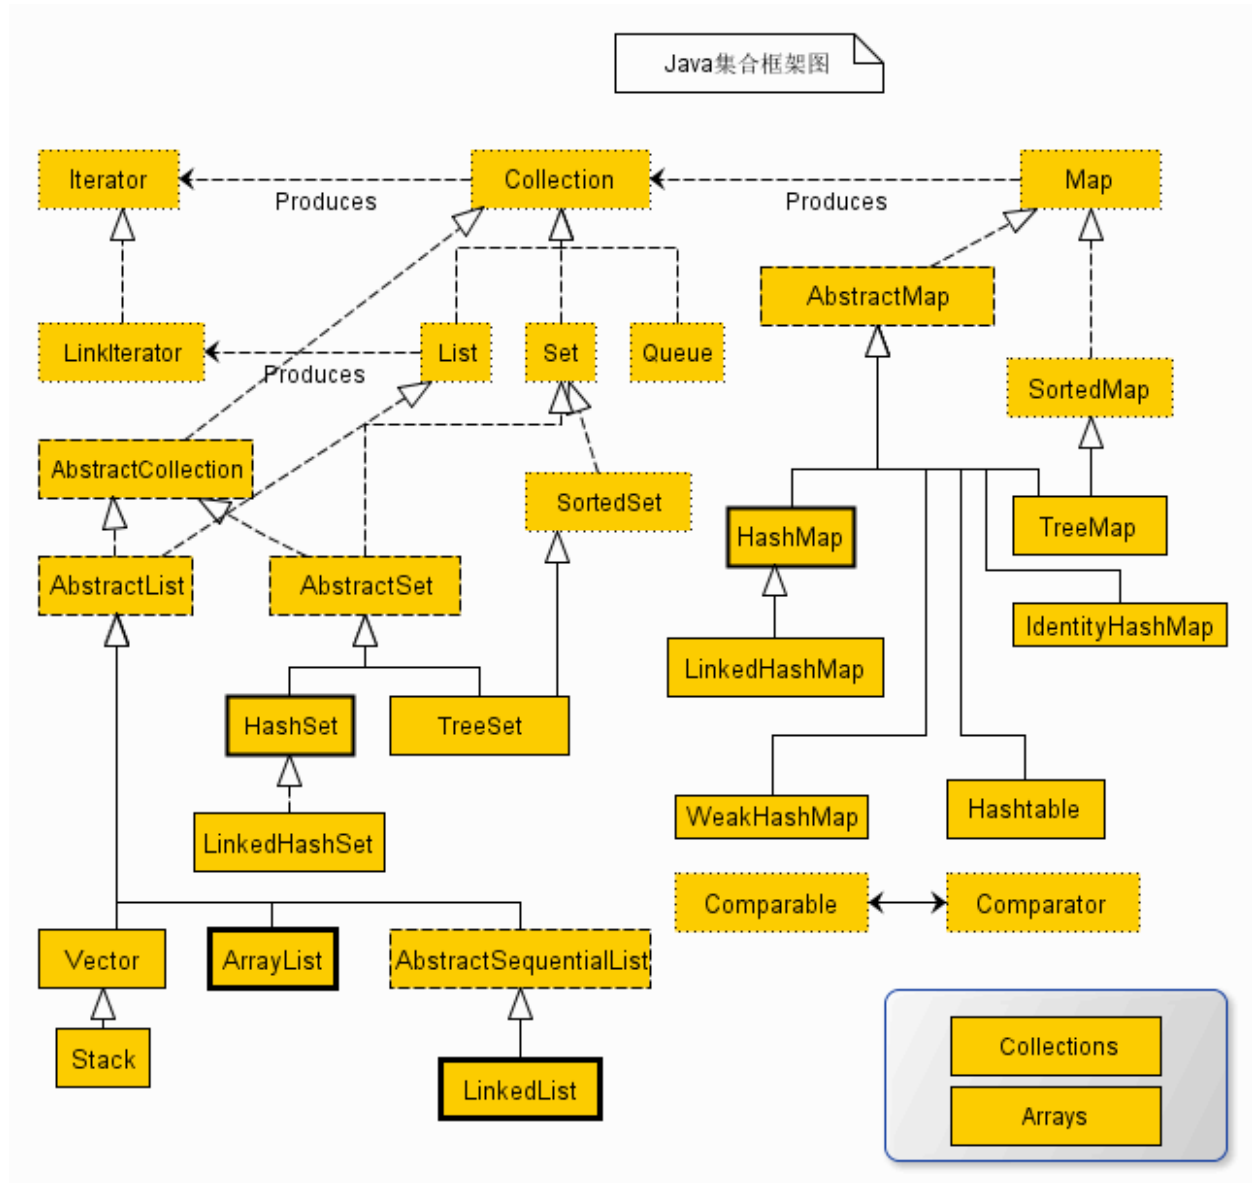 Java集合框架图
Iterator
Produces
Collection
Produces
Map
AbstractMap
LinkIterator
Produces
List
Set
Queue
SortedMap
AbstractCollection
SortedSet
HashMap
TreeMap
AbstractList
AbstractSet
IdentityHashMap
LinkedHashMap
HashSet
TreeSet
WeakHashMap
Hashtable
LinkedHashSet
Comparable
Comparator
Vector
ArrayList
AbstractSequentialList
Stack
LinkedList
Collections
Arrays